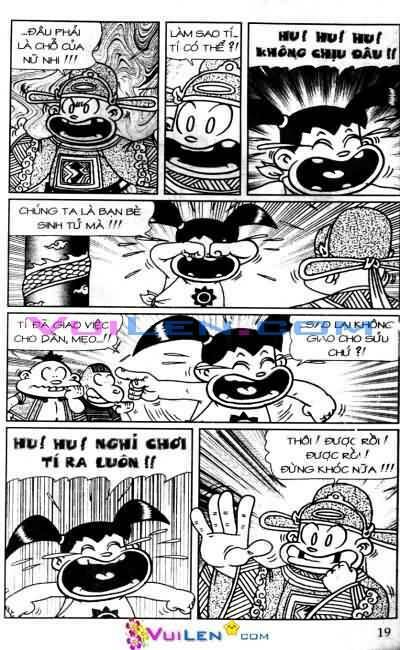 ...ĐÂU PHẢI
LÀ CHỖ CỦA
NỮ NHI !!!
LÀM SAO TÍ...
TÍ CÓ THỂ ?!
HU! HU! HU!
KHÔNG CHỊU ĐÂU !!
CHÚNG TA LÀ BẠN BÈ
SINH TỬ MÀ !!!
TÍ ĐÃ GIAO VIỆC
CHO DẦN, MẸO...!
SAO LẠI KHÔNG
GIAO CHO SỬU
CHỨ ?!
VUILEN.COM
HU! HU! NGHỈ CHƠI
TÍ RA LUÔN !!
THÔI! ĐƯỢC RỒI!
ĐƯỢC RỒI!
ĐỪNG KHÓC NỮA !!!
19
VUILEN.COM